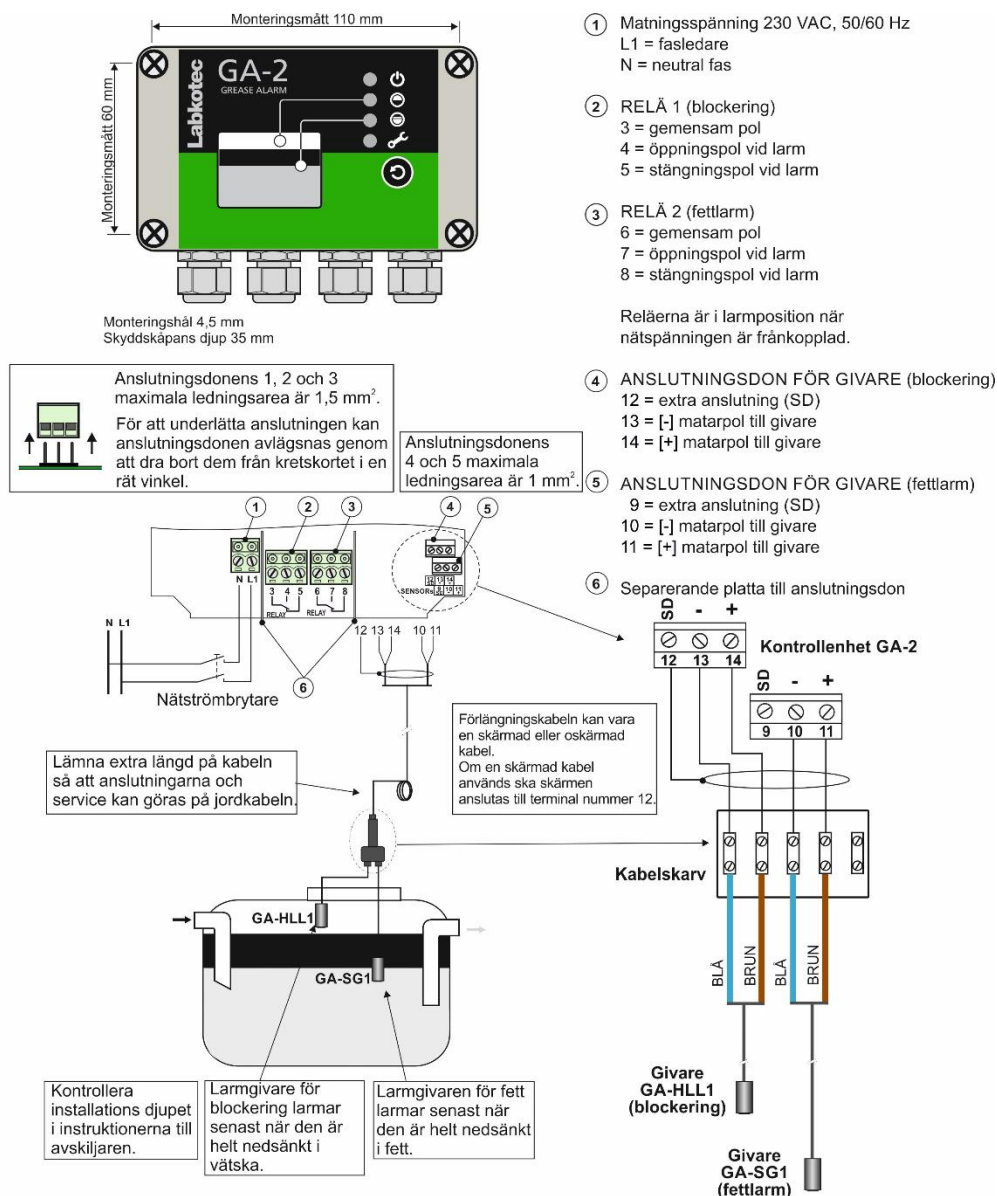 Monteringsmått 110 mm
Monteringsmått 60 mm
Labkotec
GA-2
GREASE ALARM
Monteringshål 4,5 mm
Skyddskåpans djup 35 mm
1 Matningsspänning 230 VAC, 50/60 Hz
L1 = fasledare
N = neutral fas
2 RELÄ 1 (blockering)
3 = gemensam pol
4 = öppningspol vid larm
5 = stängningspol vid larm
3 RELÄ 2 (fettlarm)
6 = gemensam pol
7 = öppningspol vid larm
8 = stängningspol vid larm
Reläerna är i larmposition när
nätspänningen är frånkopplad.
4 ANSLUTNINGSDON FÖR GIVARE (blockering)
12 = extra anslutning (SD)
13 = [-] matarpol till givare
14 = [+] matarpol till givare
5 ANSLUTNINGSDON FÖR GIVARE (fettlarm)
9 = extra anslutning (SD)
10 = [-] matarpol till givare
11 = [+] matarpol till givare
6 Separerande platta till anslutningsdon
Anslutningsdonens 1, 2 och 3
maximala ledningsarea är 1,5 mm².
För att underlätta anslutningen kan
anslutningsdonen avlägsnas genom
att dra bort dem från kretskortet i en
rät vinkel.
Anslutningsdonens
4 och 5 maximala
ledningsarea är 1 mm².
1 2 3 4 5
N L1
3 4 5
RELAY
6 7 8
RELAY
12 13 14
SENSORs 9 10 11
N L1
Nätströmbrytare
6
12 13 14 10 11
SD - +
12 13 14
Kontrollenhet GA-2
SD - +
9 10 11
Förlängningskabeln kan vara
en skärmad eller oskärmad
kabel.
Om en skärmad kabel
används ska skärmen
anslutas till terminal nummer 12.
Lämna extra längd på kabeln
så att anslutningarna och
service kan göras på jordkabeln.
Kabelskarv
BLÅ
BRUN
BLÅ
BRUN
GA-HLL1
GA-SG1
Kontrollera
installations djupet
i instruktionerna till
avskiljaren.
Larmgivare för
blockering larmar
senast när den är
helt nedsänkt i
vätska.
Larmgivaren för fett
larmar senast när
den är helt nedsänkt
i fett.
Givare
GA-HLL1
(blockering)
Givare
GA-SG1
(fettlarm)